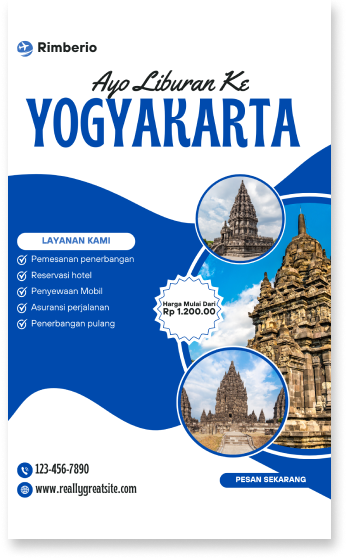 Rimberio
Ayo Liburan Ke
YOGYAKARTA
LAYANAN KAMI
Pemesanan penerbangan
Reservasi hotel
Penyewaan Mobil
Asuransi perjalanan
Penerbangan pulang
Harga Mulai Dari
Rp 1.200.00
123-456-7890
www.reallygreatsite.com
PESAN SEKARANG